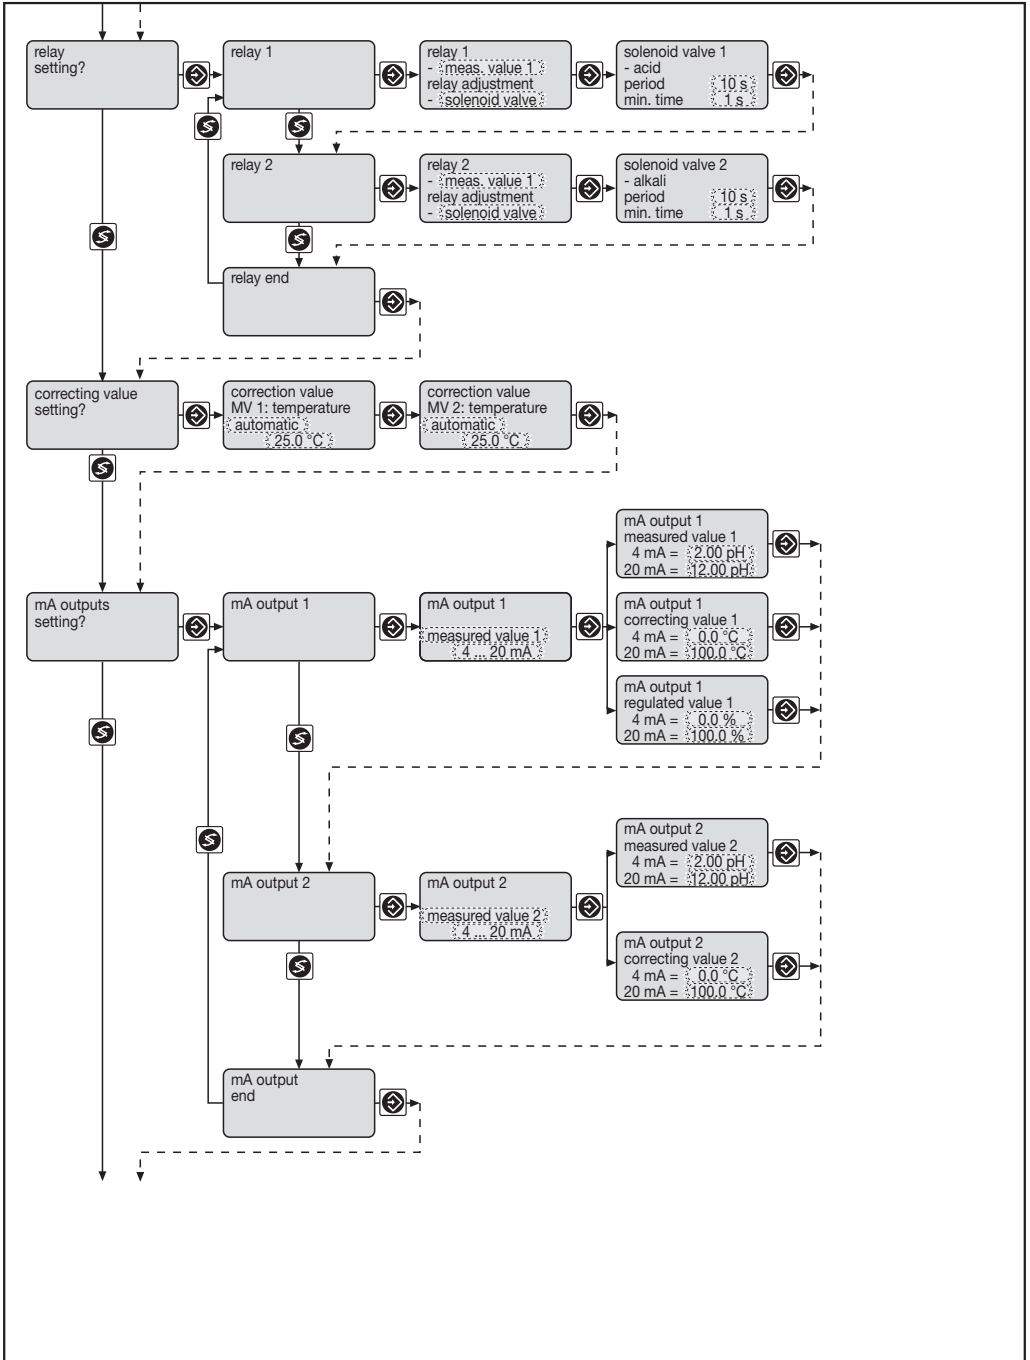 relay
setting?
relay 1
relay 1
- meas. value 1
relay adjustment
- solenoid valve
solenoid valve 1
- acid
period 10 s
min. time 1 s
relay 2
relay 2
- meas. value 1
relay adjustment
- solenoid valve
solenoid valve 2
- alkali
period 10 s
min. time 1 s
relay end
correcting value
setting?
correction value
MV 1: temperature
automatic
25.0 °C
correction value
MV 2: temperature
automatic
25.0 °C
mA outputs
setting?
mA output 1
mA output 1
measured value 1
4 ... 20 mA
mA output 1
measured value 1
4 mA = 2.00 pH
20 mA = 12.00 pH
mA output 1
correcting value 1
4 mA = 0.0 °C
20 mA = 100.0 °C
mA output 1
regulated value 1
4 mA = 0.0 %
20 mA = 100.0 %
mA output 2
mA output 2
measured value 2
4 ... 20 mA
mA output 2
measured value 2
4 mA = 2.00 pH
20 mA = 12.00 pH
mA output 2
correcting value 2
4 mA = 0.0 °C
20 mA = 100.0 °C
mA output
end